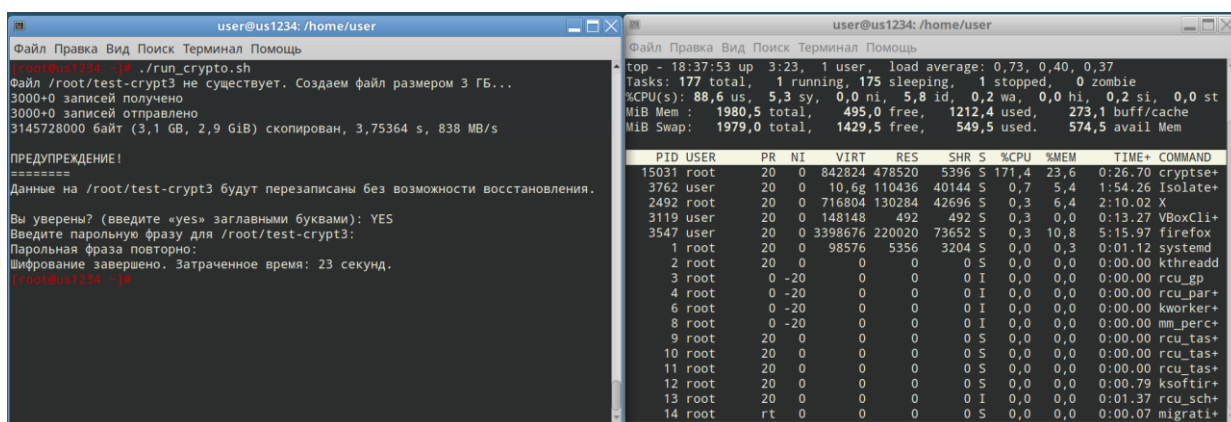 user@us1234: /home/user
Файл Правка Вид Поиск Терминал Помощь
[root@us1234 ~]# ./run_crypto.sh
Файл /root/test-crypt3 не существует. Создаем файл размером 3 ГБ...
3000+0 записей получено
3000+0 записей отправлено
3145728000 байт (3,1 GB, 2,9 GiB) скопирован, 3,75364 s, 838 MB/s
ПРЕДУПРЕЖДЕНИЕ!
========
Данные на /root/test-crypt3 будут перезаписаны без возможности восстановления.
Вы уверены? (введите «yes» заглавными буквами): YES
Введите парольную фразу для /root/test-crypt3:
Парольная фраза повторно:
Шифрование завершено. Затраченное время: 23 секунд.
[root@us1234 ~]#
user@us1234: /home/user
Файл Правка Вид Поиск Терминал Помощь
top - 18:37:53 up 3:23, 1 user, load average: 0,73, 0,40, 0,37
Tasks: 177 total, 1 running, 175 sleeping, 1 stopped, 0 zombie
%CPU(s): 88,6 us, 5,3 sy, 0,0 ni, 5,8 id, 0,2 wa, 0,0 hi, 0,2 si, 0,0 st
MiB Mem : 1980,5 total, 495,0 free, 1212,4 used, 273,1 buff/cache
MiB Swap: 1979,0 total, 1429,5 free, 549,5 used. 574,5 avail Mem
PID USER PR NI VIRT RES SHR S %CPU %MEM TIME+ COMMAND
15031 root 20 0 842824 478520 5396 S 171,4 23,6 0:26.70 cryptse+
3762 user 20 0 10,6g 110436 40144 S 0,7 5,4 1:54.26 Isolate+
2492 root 20 0 716804 130284 42696 S 0,3 6,4 2:10.02 X
3119 user 20 0 148148 492 492 S 0,3 0,0 0:13.27 VBoxCli+
3547 user 20 0 3398676 220020 73652 S 0,3 10,8 5:15.97 firefox
1 root 20 0 98576 5356 3204 S 0,0 0,3 0:01.12 systemd
2 root 20 0 0 0 0 S 0,0 0,0 0:00.00 kthreadd
3 root 0 -20 0 0 0 I 0,0 0,0 0:00.00 rcu_gp
4 root 0 -20 0 0 0 I 0,0 0,0 0:00.00 rcu_par+
6 root 0 -20 0 0 0 I 0,0 0,0 0:00.00 kworker+
8 root 0 -20 0 0 0 I 0,0 0,0 0:00.00 mm_perc+
9 root 20 0 0 0 0 S 0,0 0,0 0:00.00 rcu_tas+
10 root 20 0 0 0 0 S 0,0 0,0 0:00.00 rcu_tas+
11 root 20 0 0 0 0 S 0,0 0,0 0:00.00 rcu_tas+
12 root 20 0 0 0 0 S 0,0 0,0 0:00.79 ksoftir+
13 root 20 0 0 0 0 I 0,0 0,0 0:01.37 rcu_sch+
14 root rt 0 0 0 0 S 0,0 0,0 0:00.07 migrati+